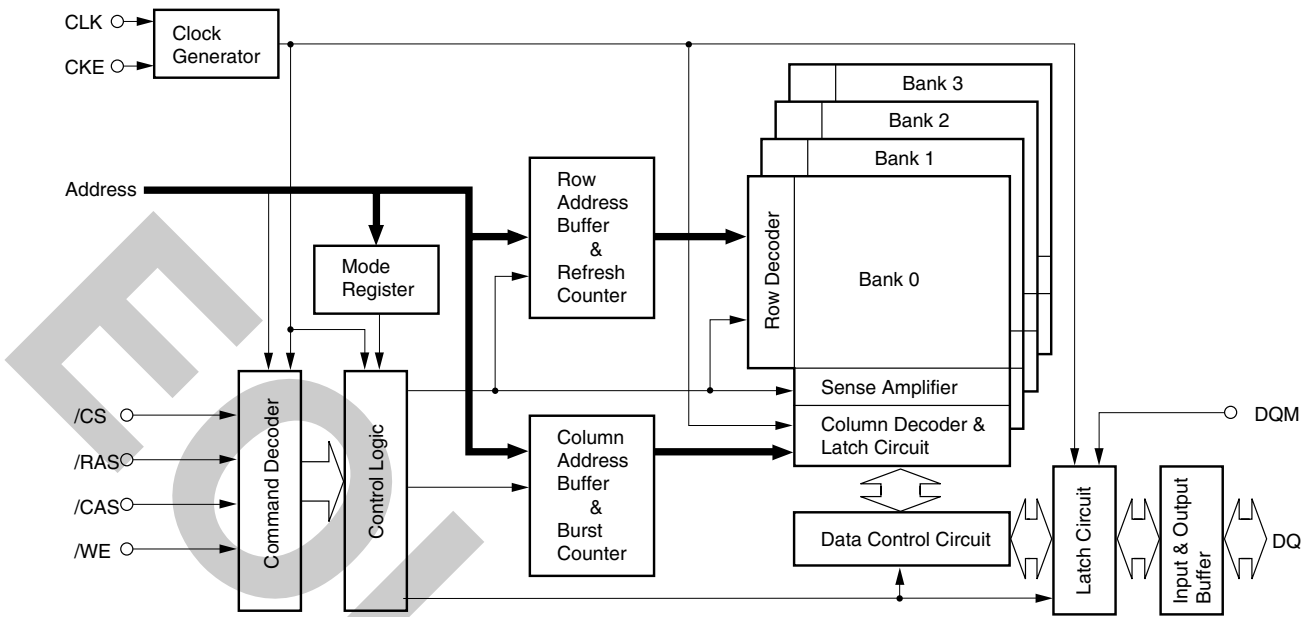 CLK
CKE
Clock
Generator
Bank 3
Bank 2
Bank 1
Address
Row
Address
Buffer
&
Refresh
Counter
Row Decoder
Bank 0
Mode
Register
Sense Amplifier
Column Decoder &
Latch Circuit
/CS
/RAS
/CAS
/WE
Command Decoder
Control Logic
Column
Address
Buffer
&
Burst
Counter
Data Control Circuit
DQM
Latch Circuit
Input & Output
Buffer
DQ